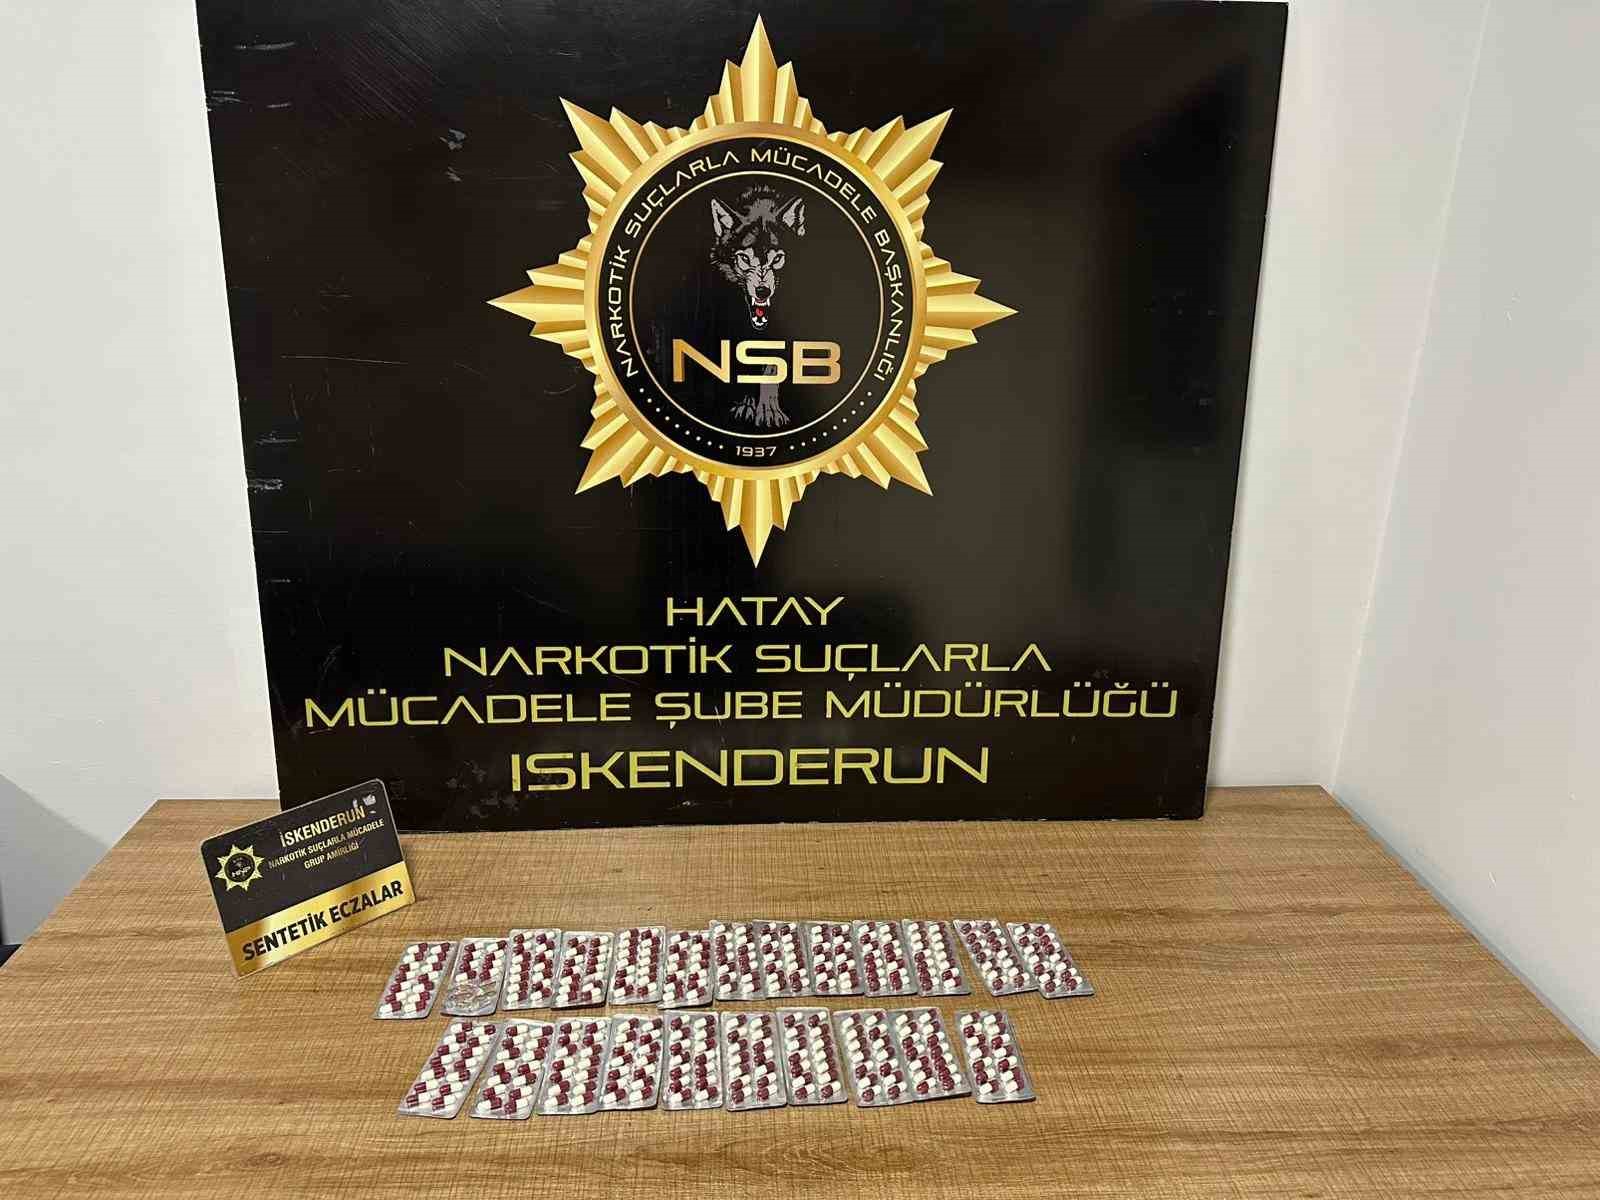 NARKOTİK SUÇLARLA MÜCADELE BAŞKANLIĞI
NSB
1937
HATAY
NARKOTİK SUÇLARLA
MÜCADELE ŞUBE MÜDÜRLÜĞÜ
ISKENDERUN
İSKENDERUN
NARKOTİK SUÇLARLA MÜCADELE
GRUP AMİRLİĞİ
SENTETİK ECZALAR